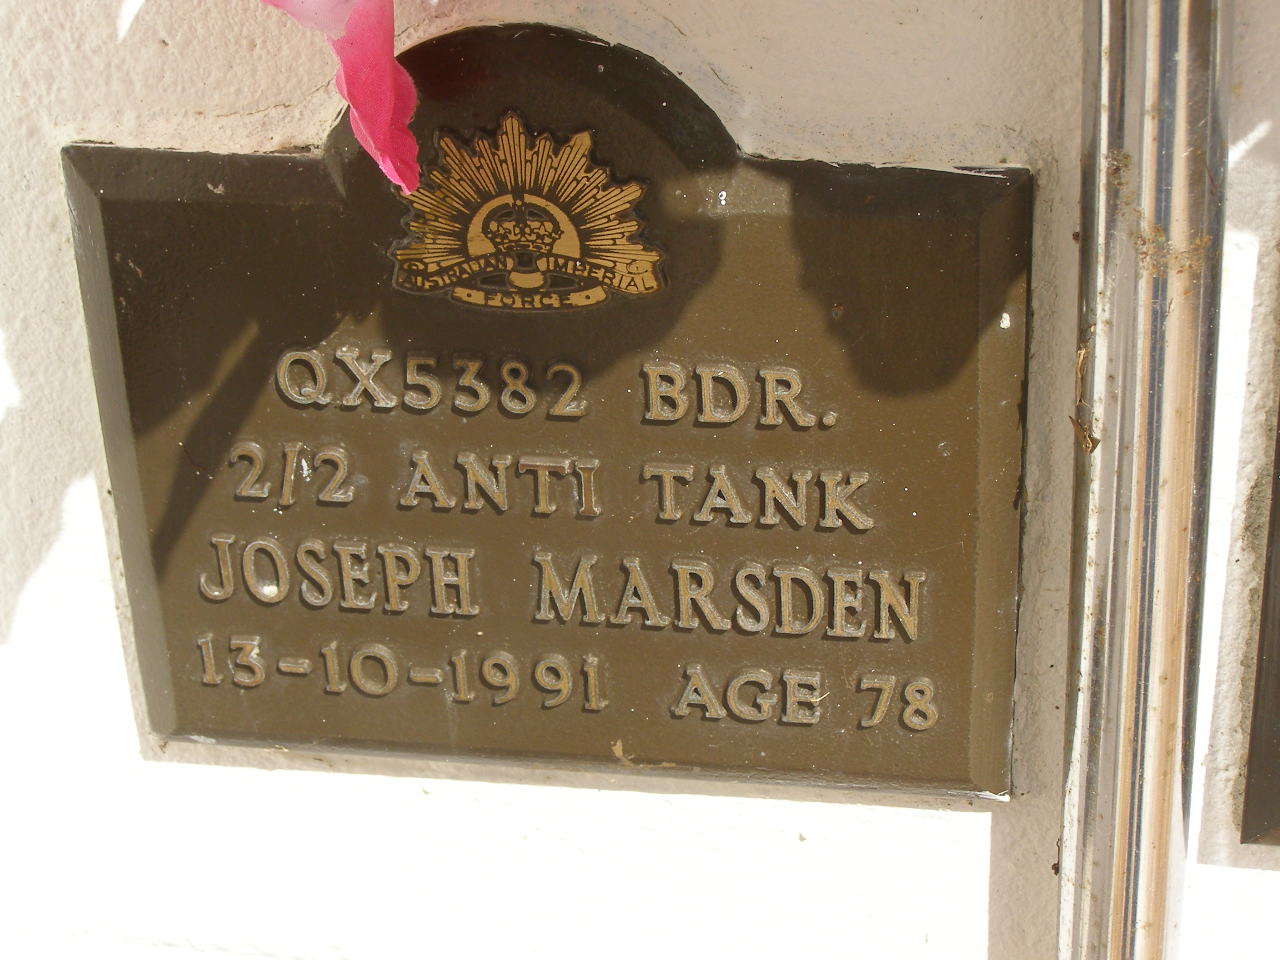 AUSTRALIAN IMPERIAL
FORCE
QX5382 BDR.
2/2 ANTI TANK
JOSEPH MARSDEN
13-10-1991 AGE 78